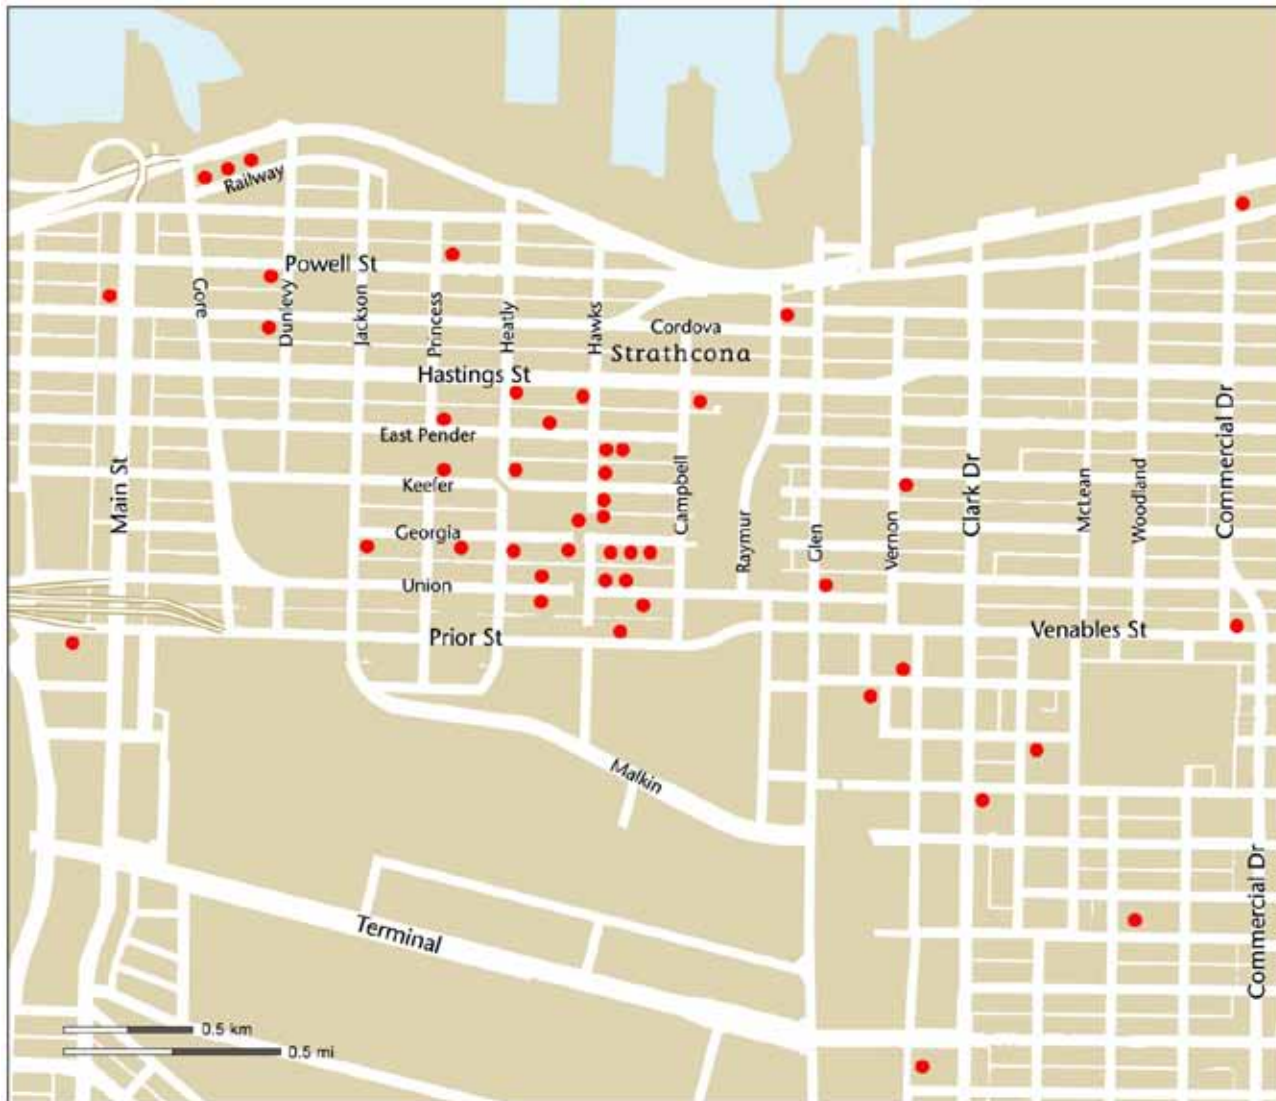 Railway
Powell St
Gore
Dunlevy
Jackson
Princess
Heatly
Hawks
Cordova
Strathcona
Hastings St
East Pender
Keefer
Georgia
Union
Prior St
Main St
Campbell
Raymur
Glen
Vernon
Clark Dr
McLean
Woodland
Commercial Dr
Venables St
Malkin
Terminal
Commercial Dr
0.5 km
0.5 mi